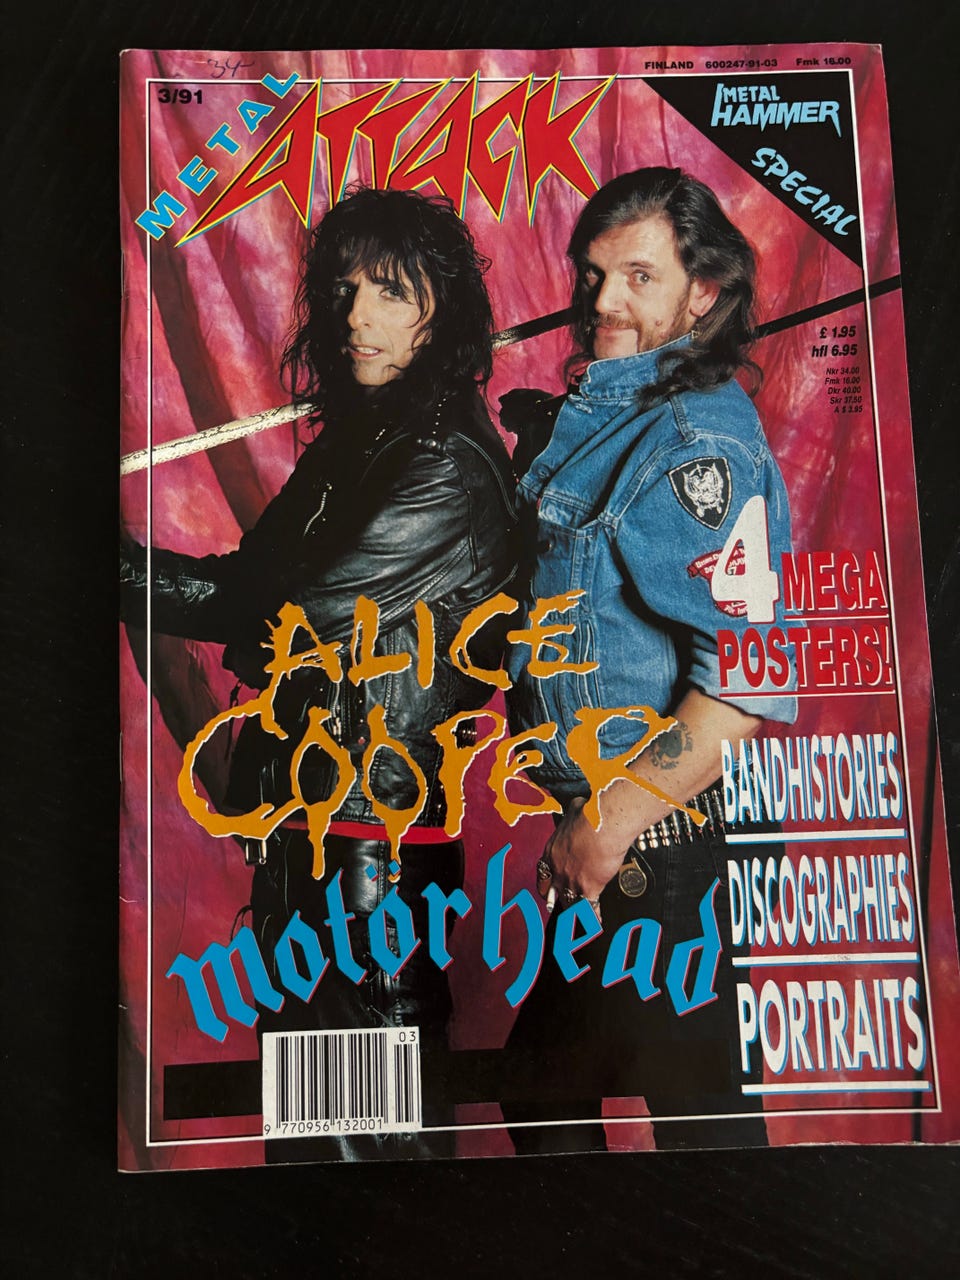 34-
FINLAND 600247-91-03 Fmk 16.00
3/91
METAL
ATTACK
METAL
HAMMER
SPECIAL
£ 1.95
hfl 6.95
Nkr 34.00
Fmk 16.00
Dkr 40.00
Skr 37.50
A $ 3.95
4 MEGA
POSTERS!
ALICE
COOPER
motörhead
BANDHISTORIES
DISCOGRAPHIES
PORTRAITS
03
9 770956 132001